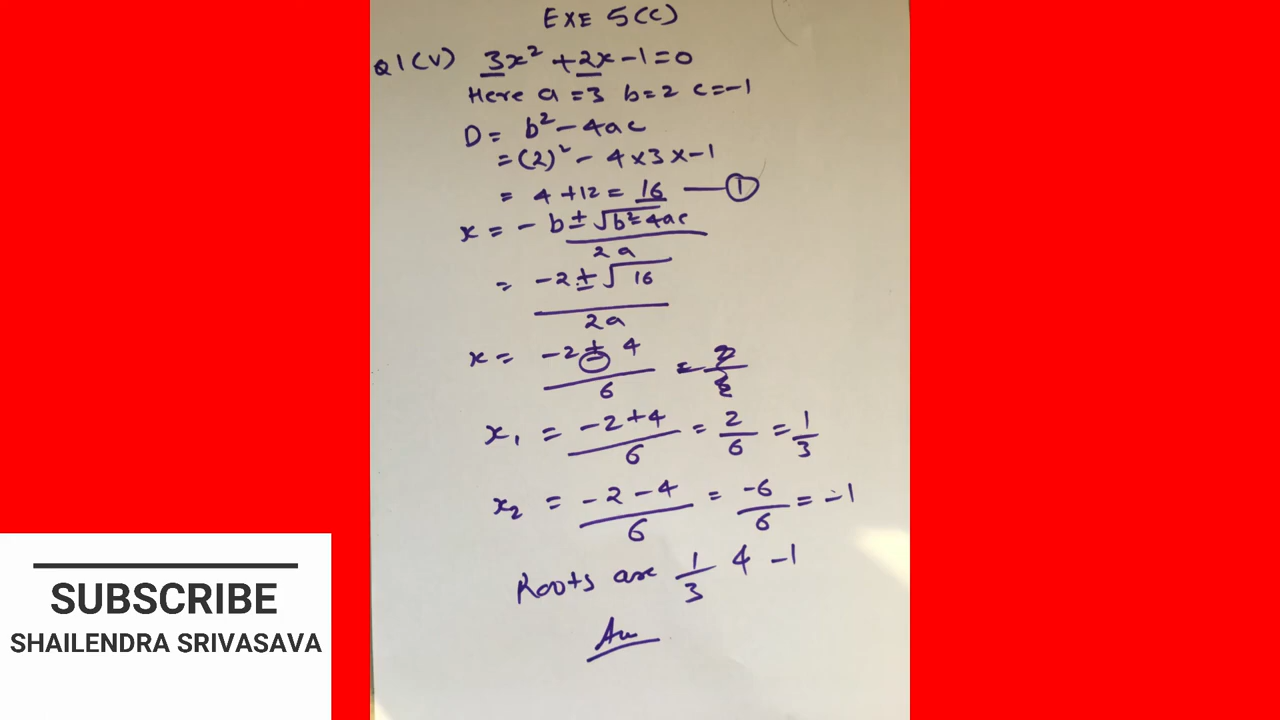 EXE 5(C)
Q1(V) 3x² + 2x - 1 = 0
Here a = 3 b = 2 c = -1
D = b² - 4ac
= (2)² - 4 x 3 x -1
= 4 + 12 = 16 —— ①
x = - b ± √b² - 4ac / 2a
= -2 ± √16 / 2a
x = -2 ± 4 / 6 =
x₁ = -2 + 4 / 6 = 2/6 = 1/3
x₂ = -2 - 4 / 6 = -6/6 = -1
Roots are 1/3 4 -1
SUBSCRIBE
SHAILENDRA SRIVASAVA